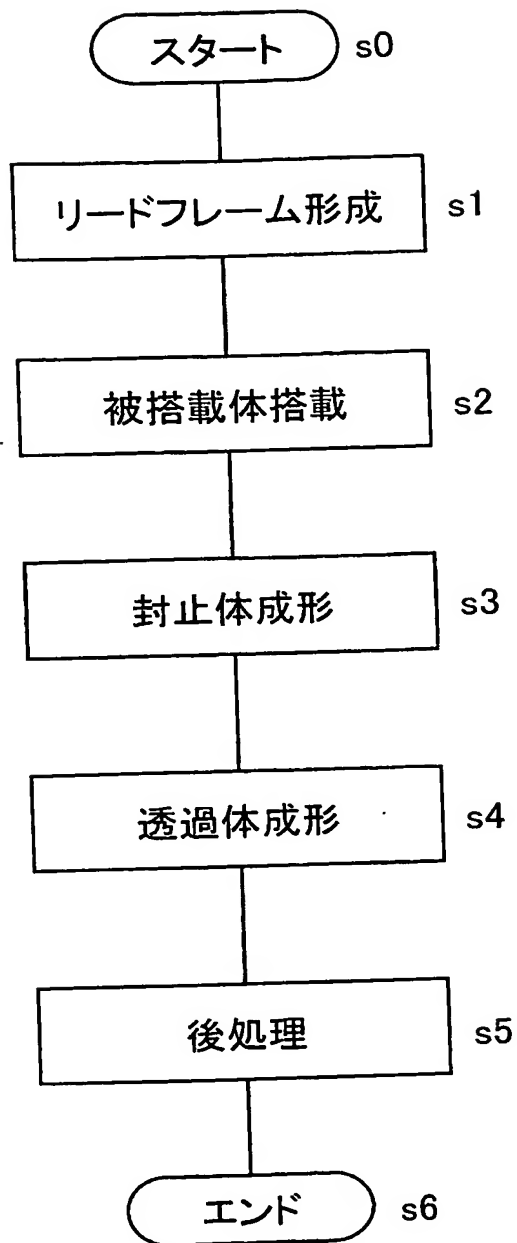 スタート s0
リードフレーム形成 s1
被搭載体搭載 s2
封止体成形 s3
透過体成形 s4
後処理 s5
エンド s6